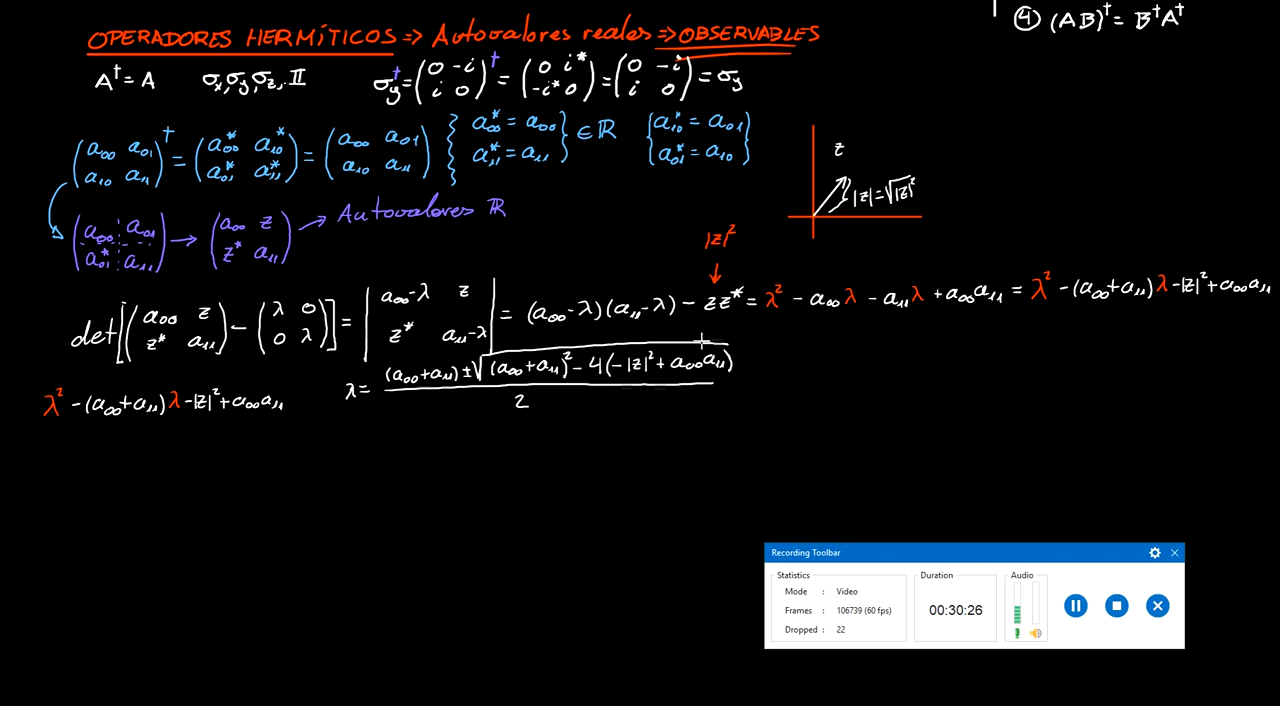 ④ (AB)† = B†A†
OPERADORES HERMÍTICOS ⇒ Autovalores reales ⇒ OBSERVABLES
A† = A   σx, σy, σz, 𝕀   σy† = (0 -i; i 0)† = (0 i*; -i* 0) = (0 -i; i 0) = σy
(a00 a01; a10 a11)† = (a00* a10*; a01* a11*) = (a00 a01; a10 a11) {a00* = a00; a11* = a11} ∈ ℝ {a10* = a01; a01* = a10}
z
|z| = √|z|²
(a00 a01; a01* a11) → (a00 z; z* a11) → Autovalores ℝ
|z|²
↓
det[(a00 z; z* a11) - (λ 0; 0 λ)] = |a00-λ z; z* a11-λ| = (a00-λ)(a11-λ) - zz* = λ² - a00λ - a11λ + a00a11 = λ² - (a00+a11)λ - |z|² + a00a11
λ² - (a00+a11)λ - |z|² + a00a11   λ = ((a00+a11) ± √((a00+a11)² - 4(-|z|² + a00a11))) / 2
Recording Toolbar
Statistics Duration Audio
Mode : Video
Frames : 106739 (60 fps) 00:30:26
Dropped : 22